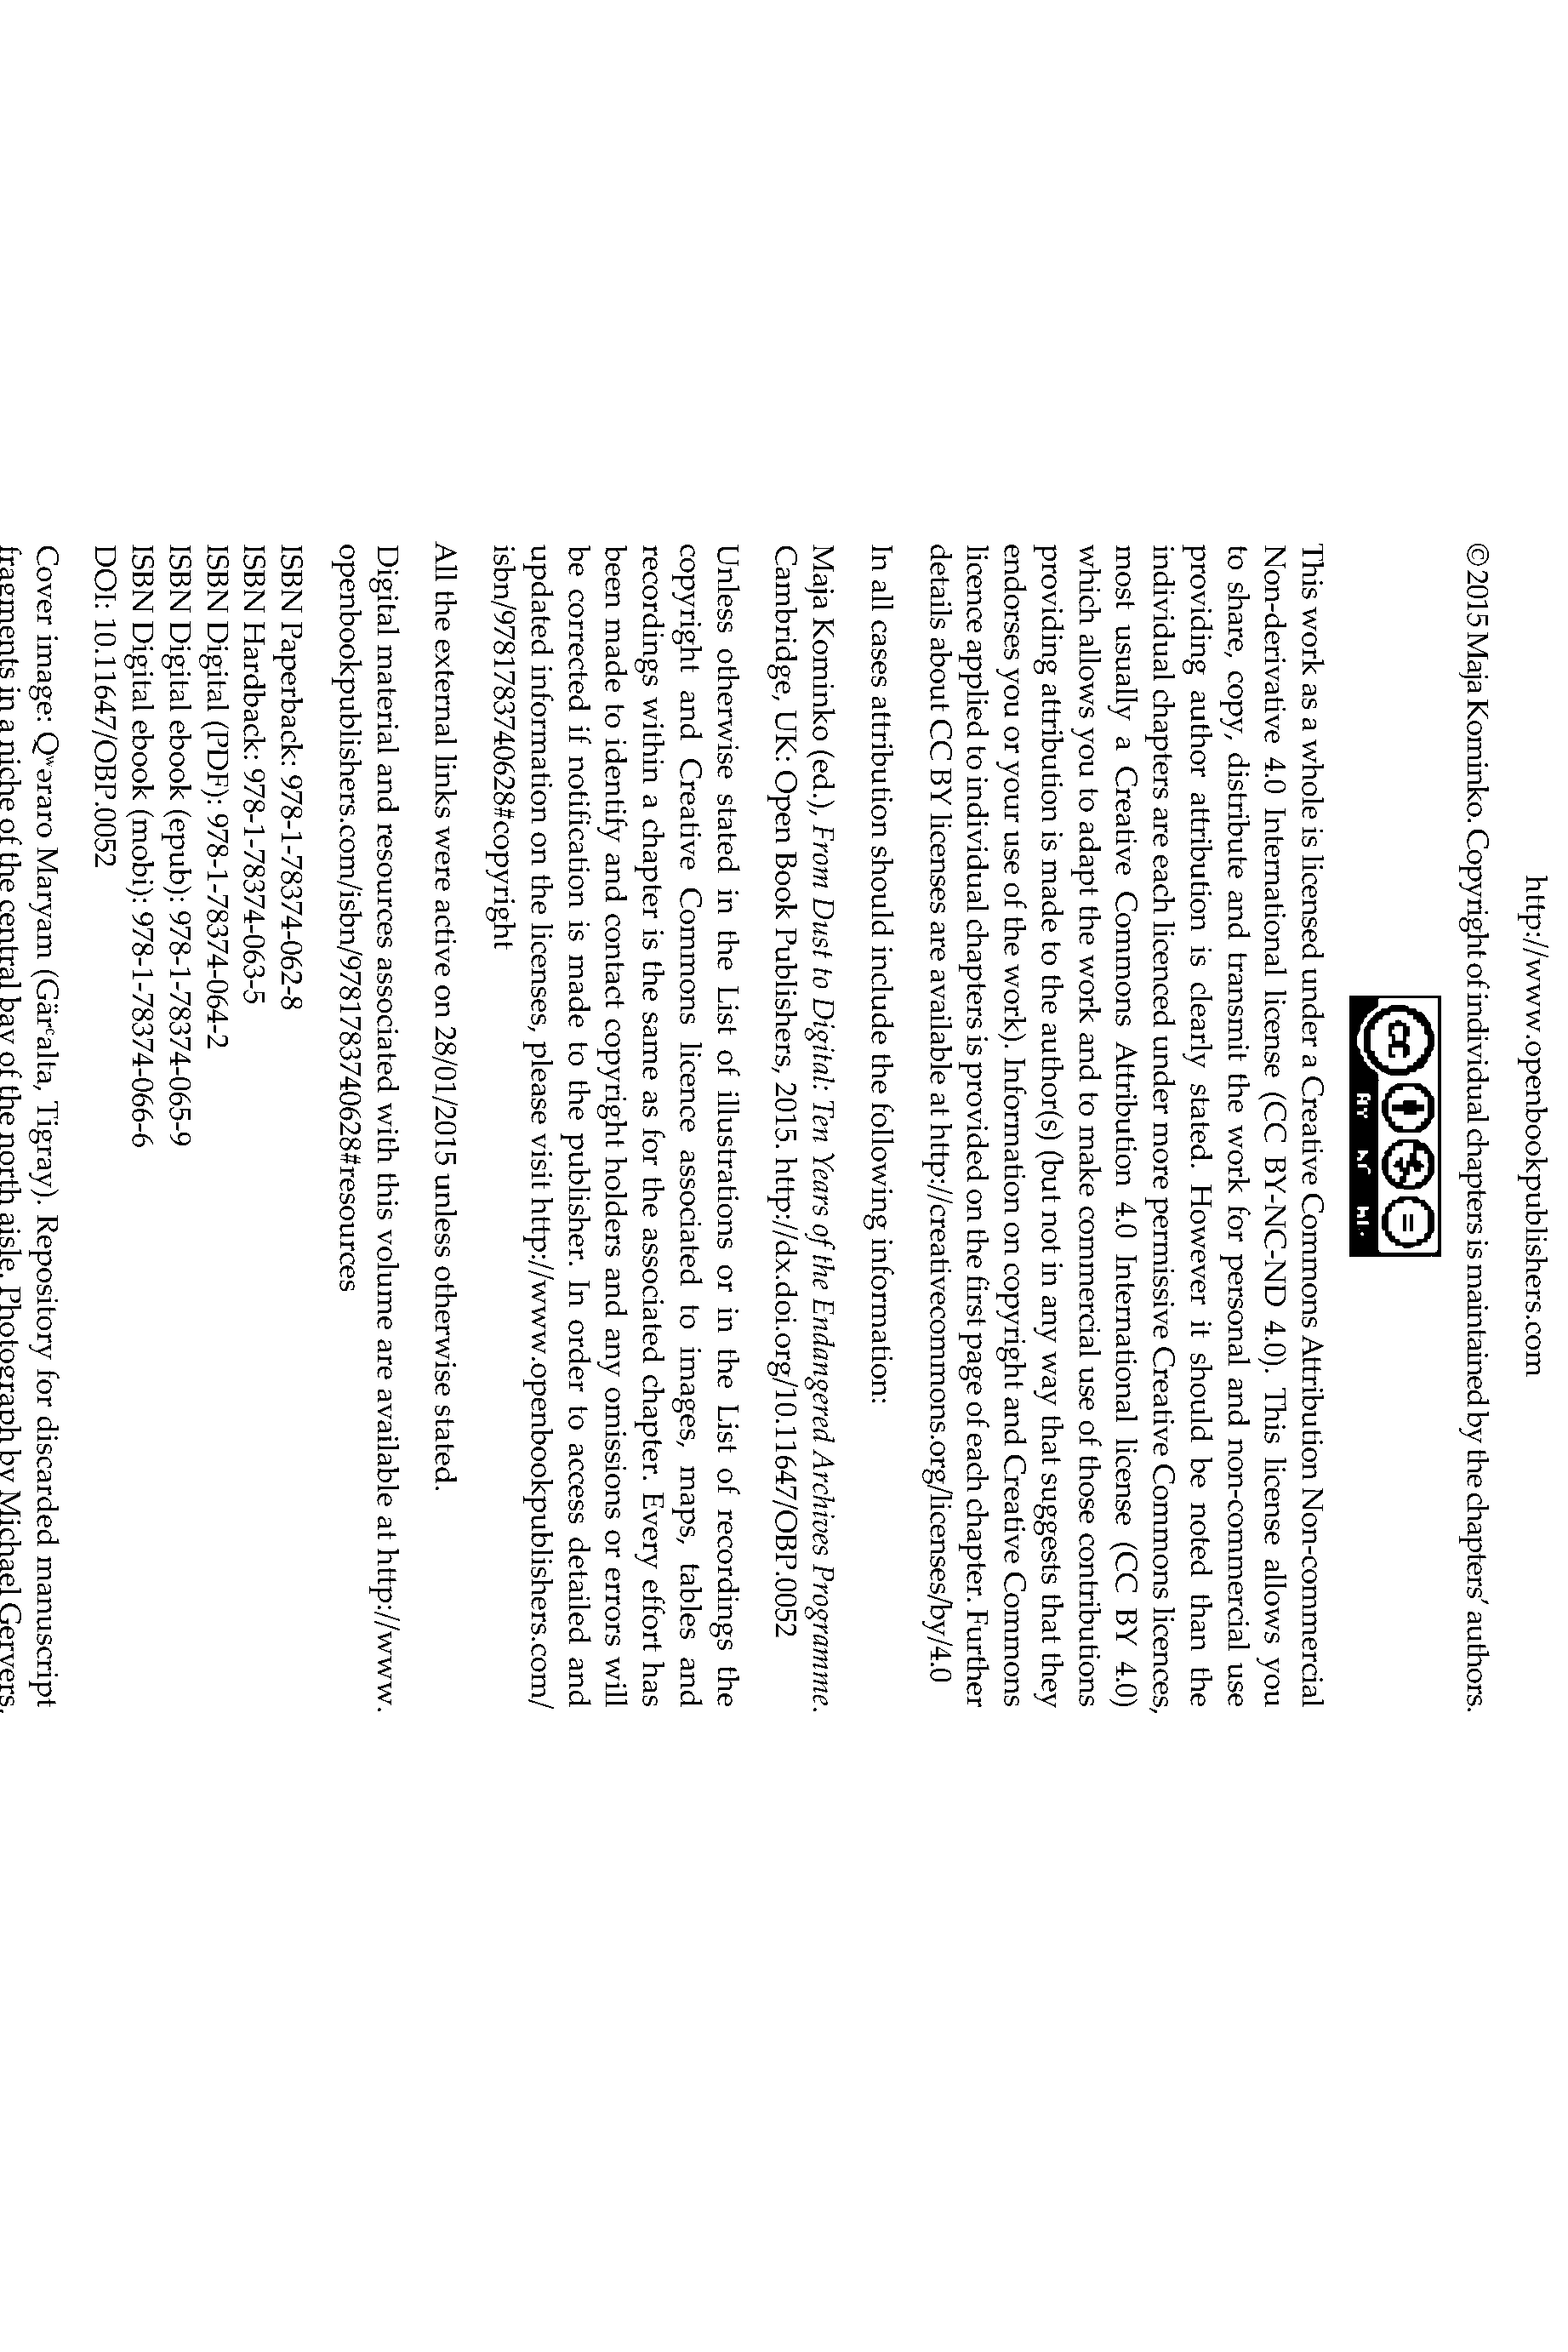 http://www.openbookpublishers.com
©2015 Maja Kominko. Copyright of individual chapters is maintained by the chapters’ authors.
This work as a whole is licensed under a Creative Commons Attribution Non-commercial
Non-derivative 4.0 International license (CC BY-NC-ND 4.0). This license allows you
to share, copy, distribute and transmit the work for personal and non-commercial use
providing author attribution is clearly stated. However it should be noted than the
individual chapters are each licenced under more permissive Creative Commons licences,
most usually a Creative Commons Attribution 4.0 International license (CC BY 4.0)
which allows you to adapt the work and to make commercial use of those contributions
providing attribution is made to the author(s) (but not in any way that suggests that they
endorses you or your use of the work). Information on copyright and Creative Commons
licence applied to individual chapters is provided on the first page of each chapter. Further
details about CC BY licenses are available at http://creativecommons.org/licenses/by/4.0
In all cases attribution should include the following information:
Maja Kominko (ed.), From Dust to Digital: Ten Years of the Endangered Archives Programme.
Cambridge, UK: Open Book Publishers, 2015. http://dx.doi.org/10.11647/OBP.0052
Unless otherwise stated in the List of illustrations or in the List of recordings the
copyright and Creative Commons licence associated to images, maps, tables and
recordings within a chapter is the same as for the associated chapter. Every effort has
been made to identify and contact copyright holders and any omissions or errors will
be corrected if notification is made to the publisher. In order to access detailed and
updated information on the licenses, please visit http://www.openbookpublishers.com/
isbn/9781783740628#copyright
All the external links were active on 28/01/2015 unless otherwise stated.
Digital material and resources associated with this volume are available at http://www.
openbookpublishers.com/isbn/9781783740628#resources
ISBN Paperback: 978-1-78374-062-8
ISBN Hardback: 978-1-78374-063-5
ISBN Digital (PDF): 978-1-78374-064-2
ISBN Digital ebook (epub): 978-1-78374-065-9
ISBN Digital ebook (mobi): 978-1-78374-066-6
DOI: 10.11647/OBP.0052
Cover image: Qʷəraro Maryam (Gärʿalta, Tigray). Repository for discarded manuscript
fragments in a niche of the central bay of the north aisle. Photograph by Michael Gervers,